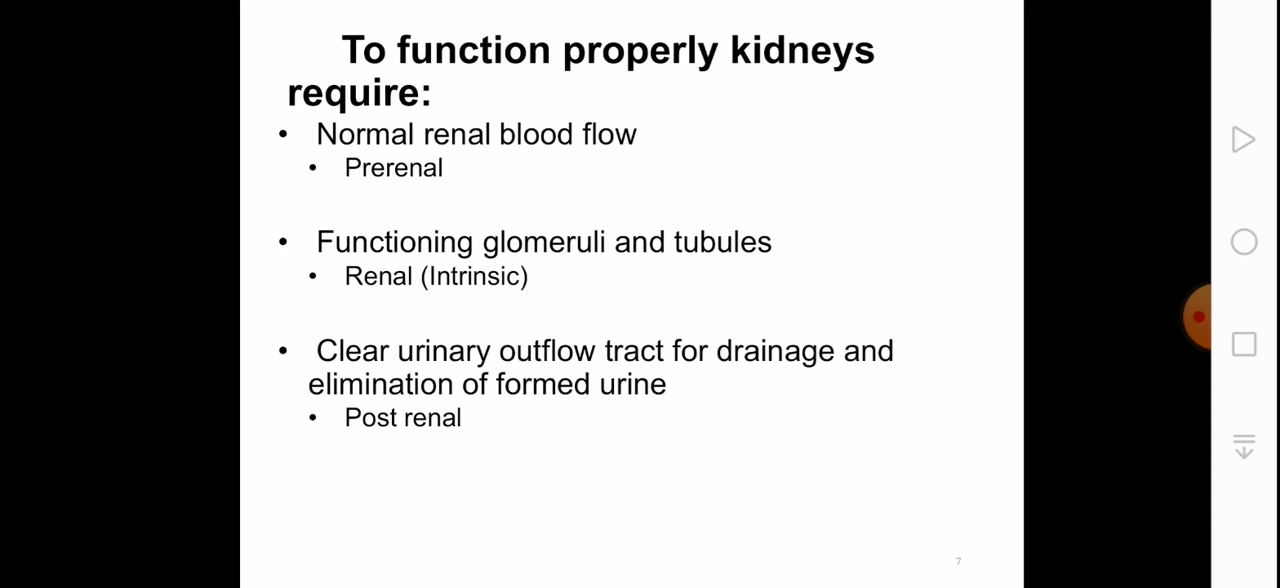 To function properly kidneys
require:
• Normal renal blood flow
• Prerenal
• Functioning glomeruli and tubules
• Renal (Intrinsic)
• Clear urinary outflow tract for drainage and
elimination of formed urine
• Post renal
7